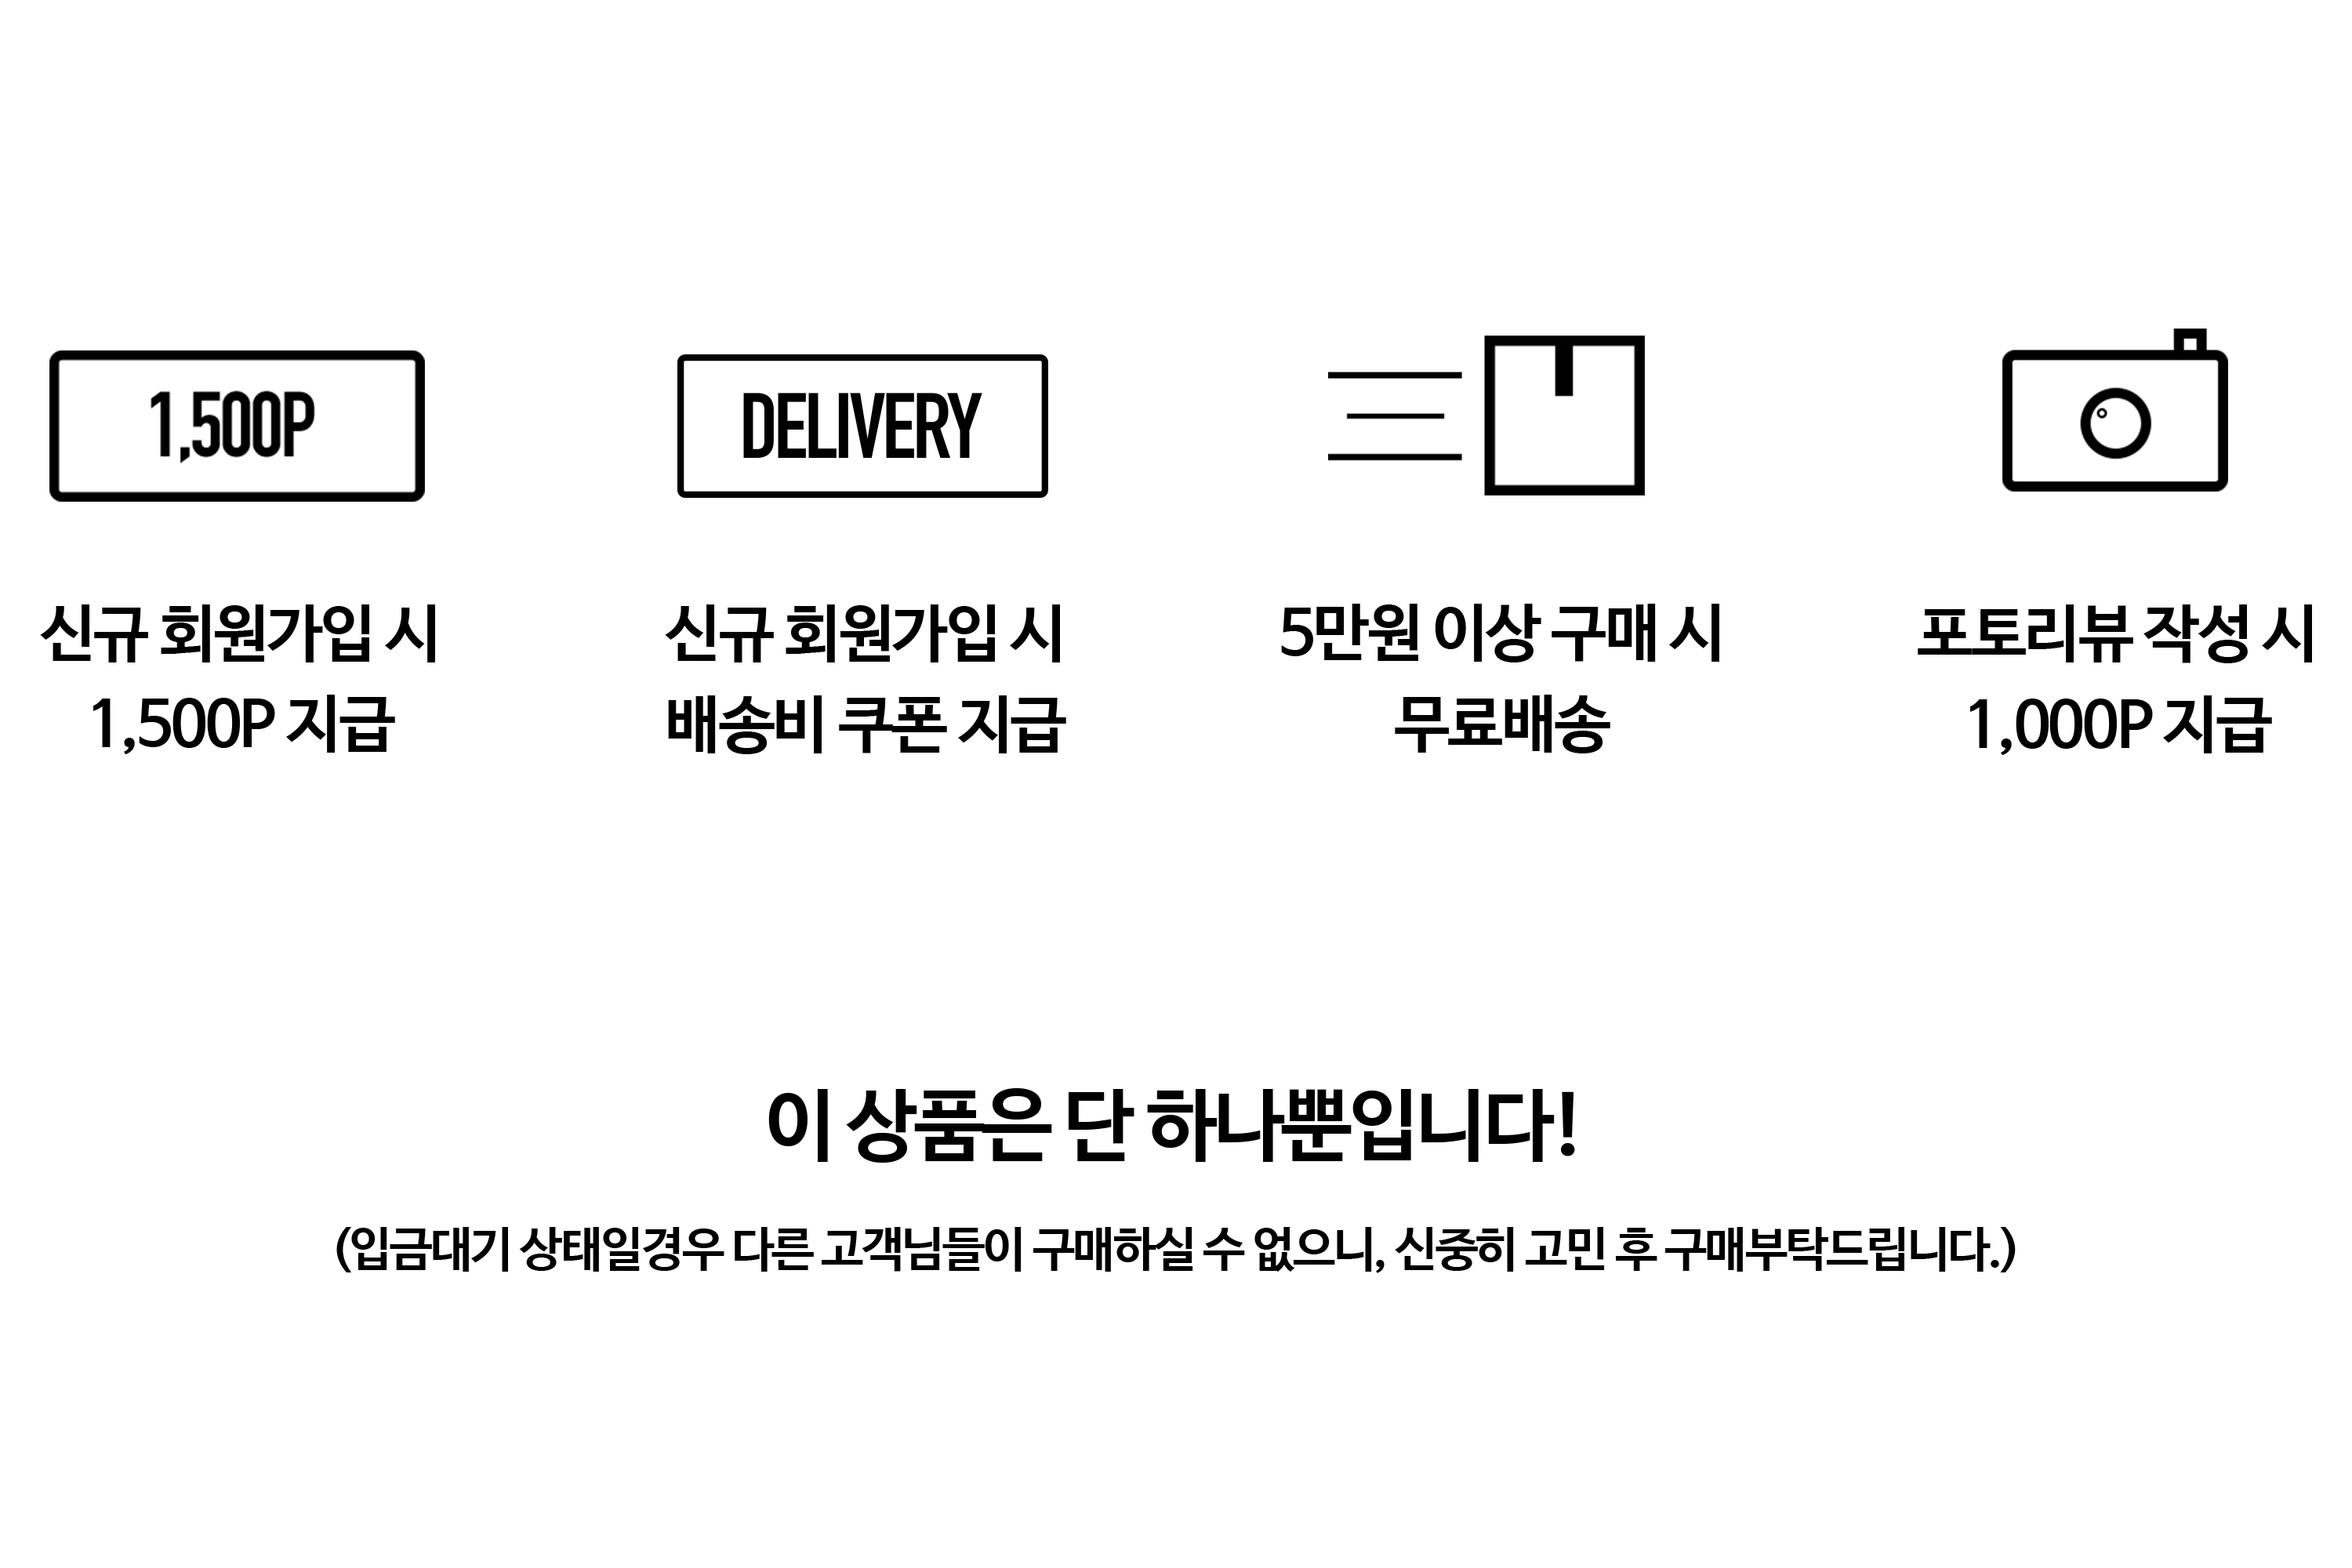 1,500P
DELIVERY
신규 회원가입 시
1,500P 지급
신규 회원가입 시
배송비 쿠폰 지급
5만원 이상 구매 시
무료배송
포토리뷰 작성 시
1,000P 지급
이 상품은 단 하나뿐입니다!
(입금대기 상태일경우 다른 고객님들이 구매하실 수 없으니, 신중히 고민 후 구매부탁드립니다.)